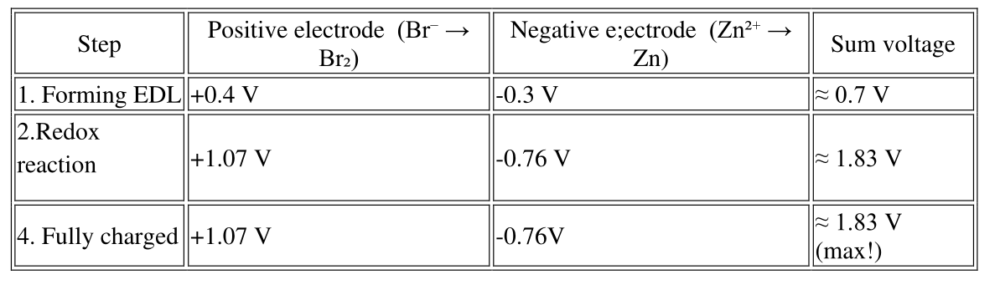 Step
Positive electrode (Br⁻ →
Br₂)
Negative e;ectrode (Zn²⁺ →
Zn)
Sum voltage
1. Forming EDL
+0.4 V
-0.3 V
≈ 0.7 V
2.Redox
reaction
+1.07 V
-0.76 V
≈ 1.83 V
4. Fully charged
+1.07 V
-0.76V
≈ 1.83 V
(max!)